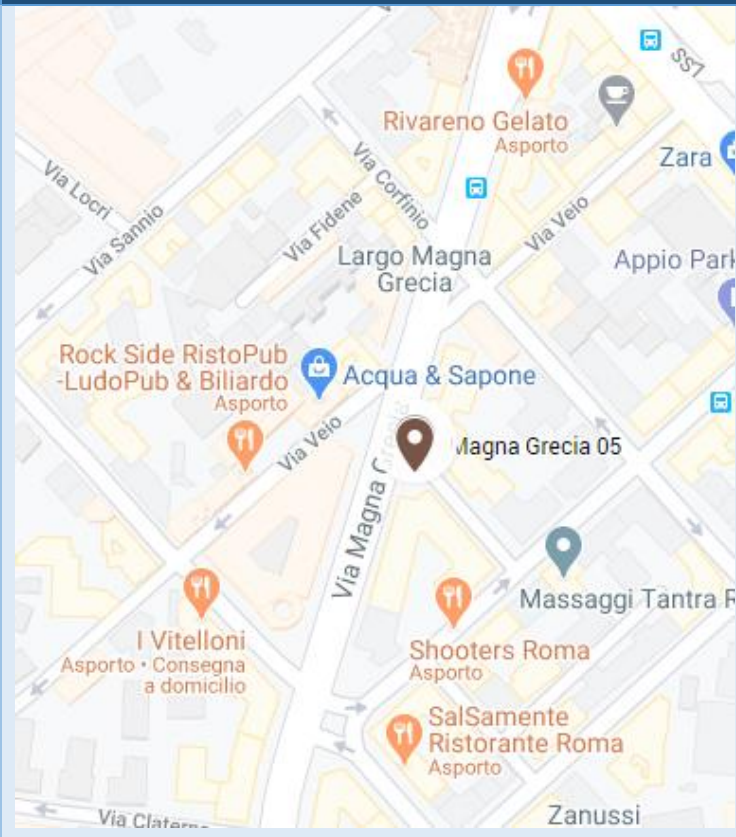 SS7
Rivareno Gelato
Asporto
Zara
Via Locri
Via Corfinio
Via Sannio
Via Fidene
Via Veio
Largo Magna
Grecia
Appio Park
Rock Side RistoPub
-LudoPub & Biliardo
Asporto
Acqua & Sapone
Via Veio
Magna Grecia 05
Via Magna Grecia
Massaggi Tantra R
I Vitelloni
Asporto • Consegna
a domicilio
Shooters Roma
Asporto
SalSamente
Ristorante Roma
Asporto
Via Claterna
Zanussi